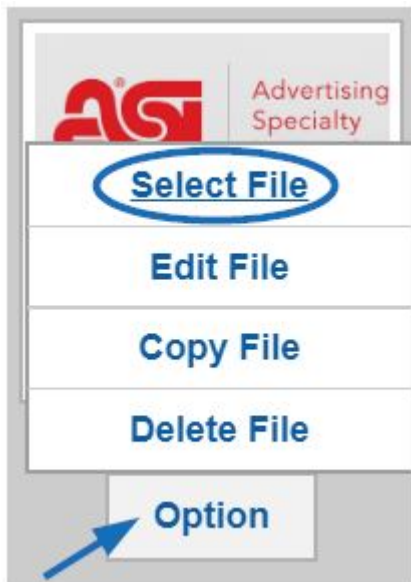 asi
Advertising
Specialty
Select File
Edit File
Copy File
Delete File
Option